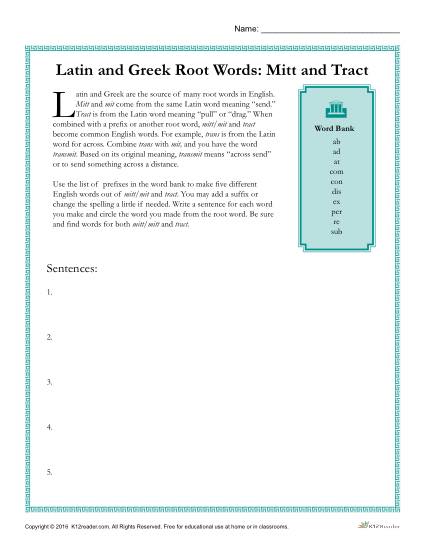 Name:
Latin and Greek Root Words: Mitt and Tract
Latin and Greek are the source of many root words in English.
Mitt and mit come from the same Latin word meaning “send.”
Tract is from the Latin word meaning “pull” or “drag.” When
combined with a prefix or another root word, mitt/mit and tract
become common English words. For example, trans is from the Latin
word for across. Combine trans with mit, and you have the word
transmit. Based on its original meaning, transmit means “across send”
or to send something across a distance.
Use the list of prefixes in the word bank to make five different
English words out of mitt/mit and tract. You may add a suffix or
change the spelling a little if needed. Write a sentence for each word
you make and circle the word you made from the root word. Be sure
and find words for both mitt/mit and tract.
Word Bank
ab
ad
at
com
con
dis
ex
per
re
sub
Sentences:
1.
2.
3.
4.
5.
Copyright © 2016 K12reader.com. All Rights Reserved. Free for educational use at home or in classrooms.
K12Reader